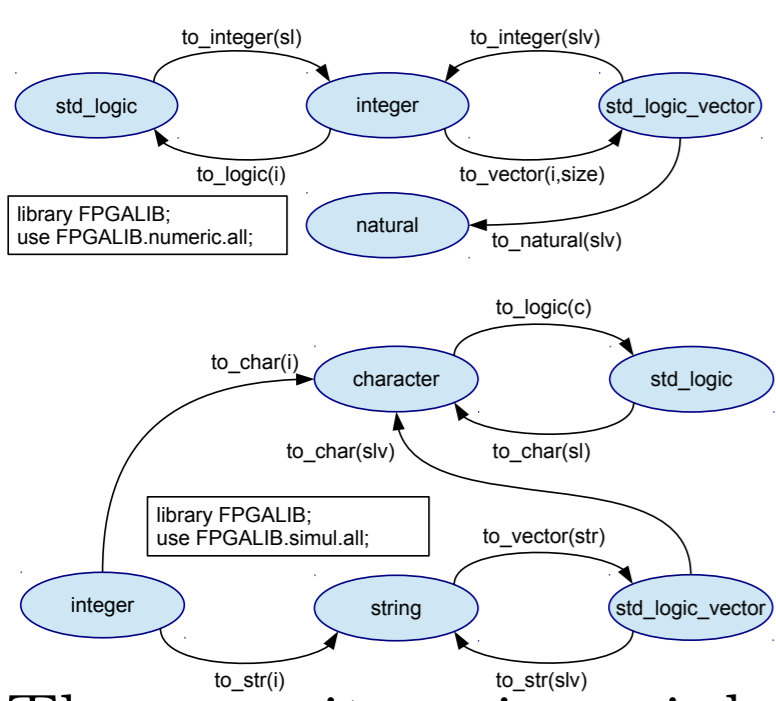 to_integer(sl)
to_integer(slv)
std_logic
integer
std_logic_vector
to_logic(i)
to_vector(i,size)
library FPGALIB;
use FPGALIB.numeric.all;
natural
to_natural(slv)
to_logic(c)
to_char(i)
character
std_logic
to_char(slv)
to_char(sl)
library FPGALIB;
use FPGALIB.simul.all;
to_vector(str)
integer
string
std_logic_vector
to_str(i)
to_str(slv)